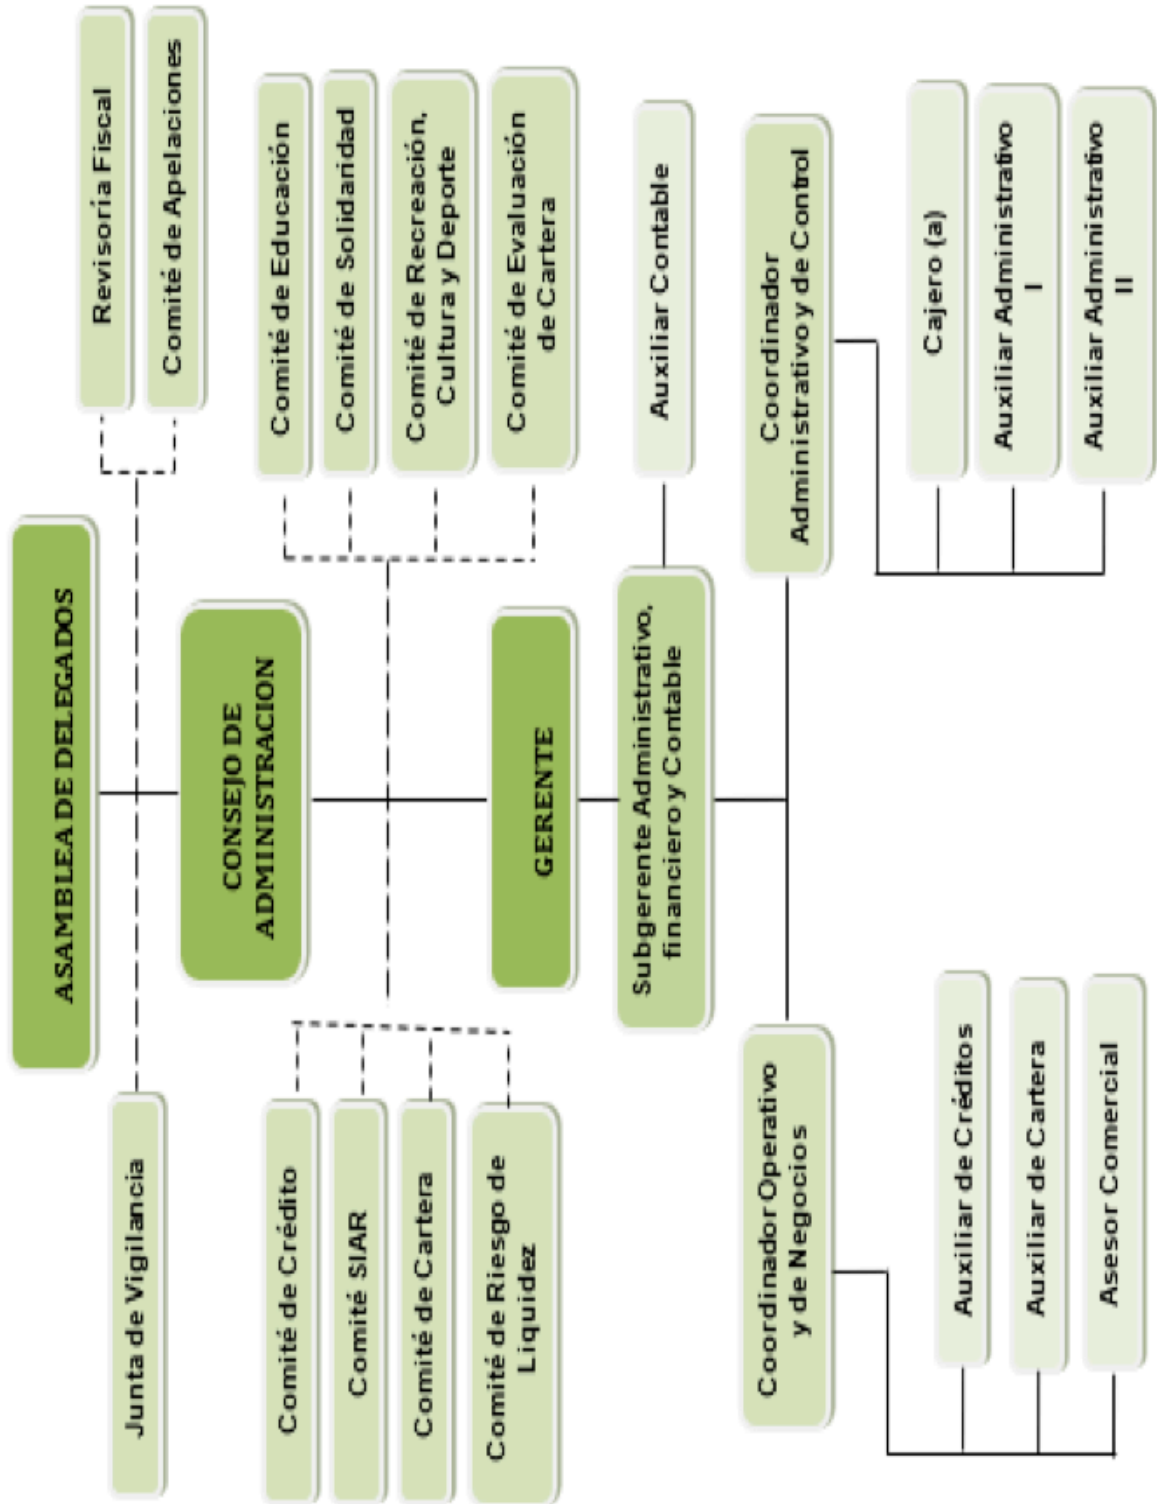 ASAMBLEA DE DELEGADOS
Junta de Vigilancia
Revisoría Fiscal
Comité de Apelaciones
CONSEJO DE
ADMINISTRACION
Comité de Crédito
Comité SIAR
Comité de Cartera
Comité de Riesgo de
Liquidez
Comité de Educación
Comité de Solidaridad
Comité de Recreación,
Cultura y Deporte
Comité de Evaluación
de Cartera
GERENTE
Subgerente Administrativo,
financiero y Contable
Auxiliar Contable
Coordinador Operativo
y de Negocios
Auxiliar de Créditos
Auxiliar de Cartera
Asesor Comercial
Coordinador
Administrativo y de Control
Cajero (a)
Auxiliar Administrativo
I
Auxiliar Administrativo
II